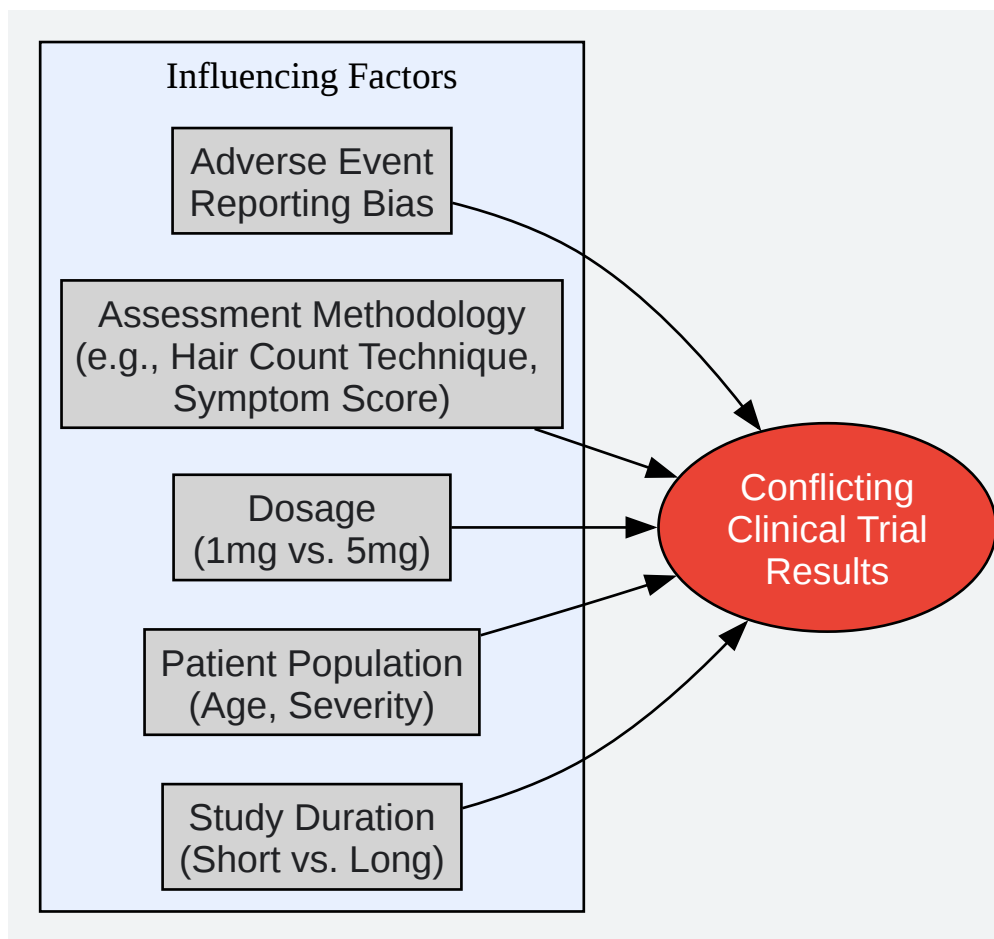 Influencing Factors
Adverse Event
Reporting Bias
Assessment Methodology
(e.g., Hair Count Technique,
Symptom Score)
Dosage
(1mg vs. 5mg)
Patient Population
(Age, Severity)
Study Duration
(Short vs. Long)
Conflicting
Clinical Trial
Results